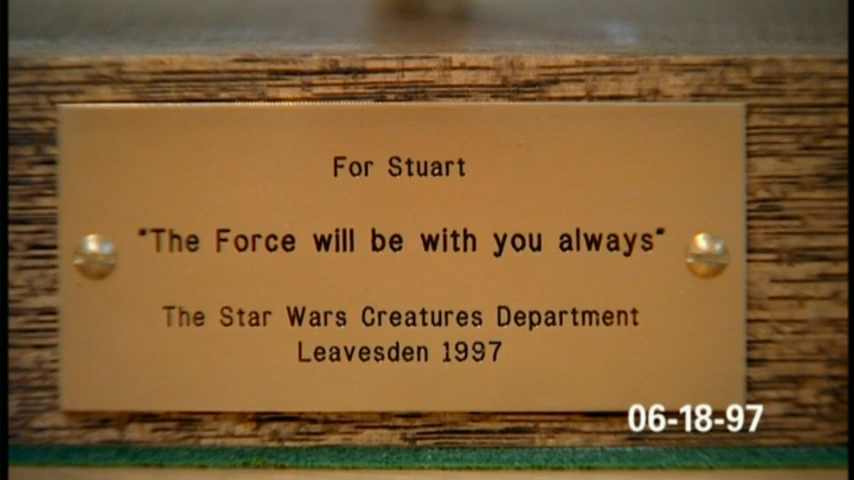 For Stuart
"The Force will be with you always"
The Star Wars Creatures Department
Leavesden 1997
06-18-97